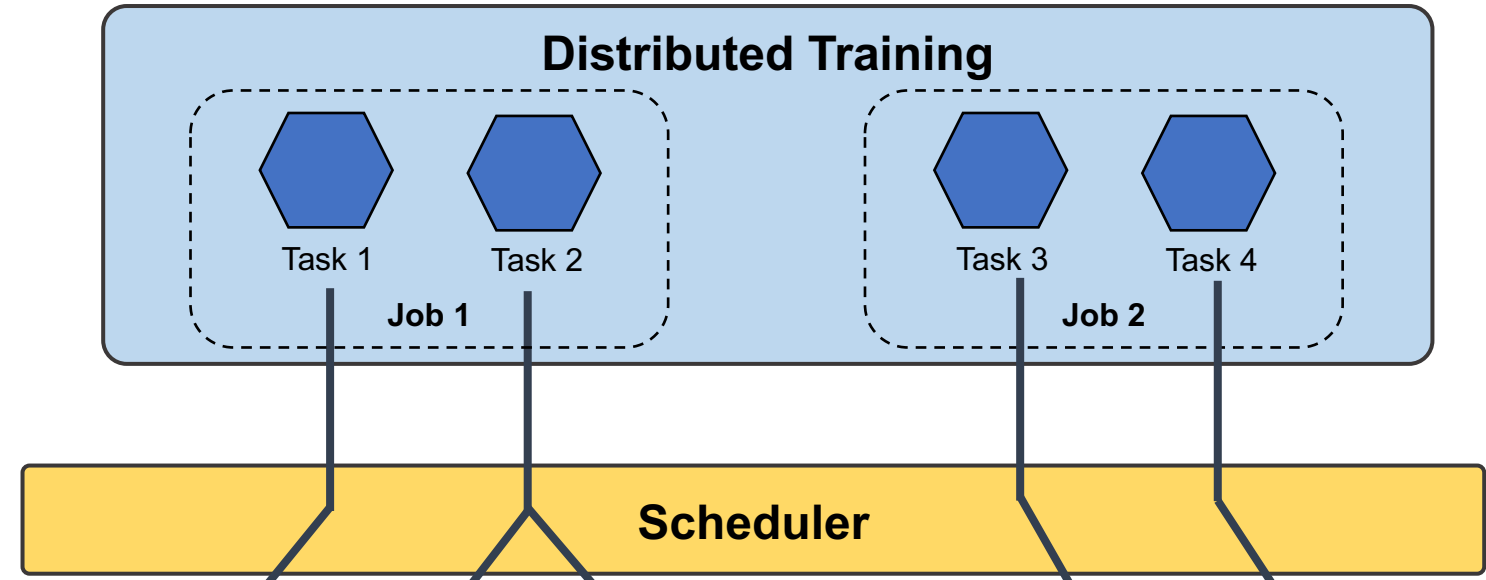 Distributed Training
Task 1
Task 2
Task 3
Task 4
Job 1
Job 2
Scheduler